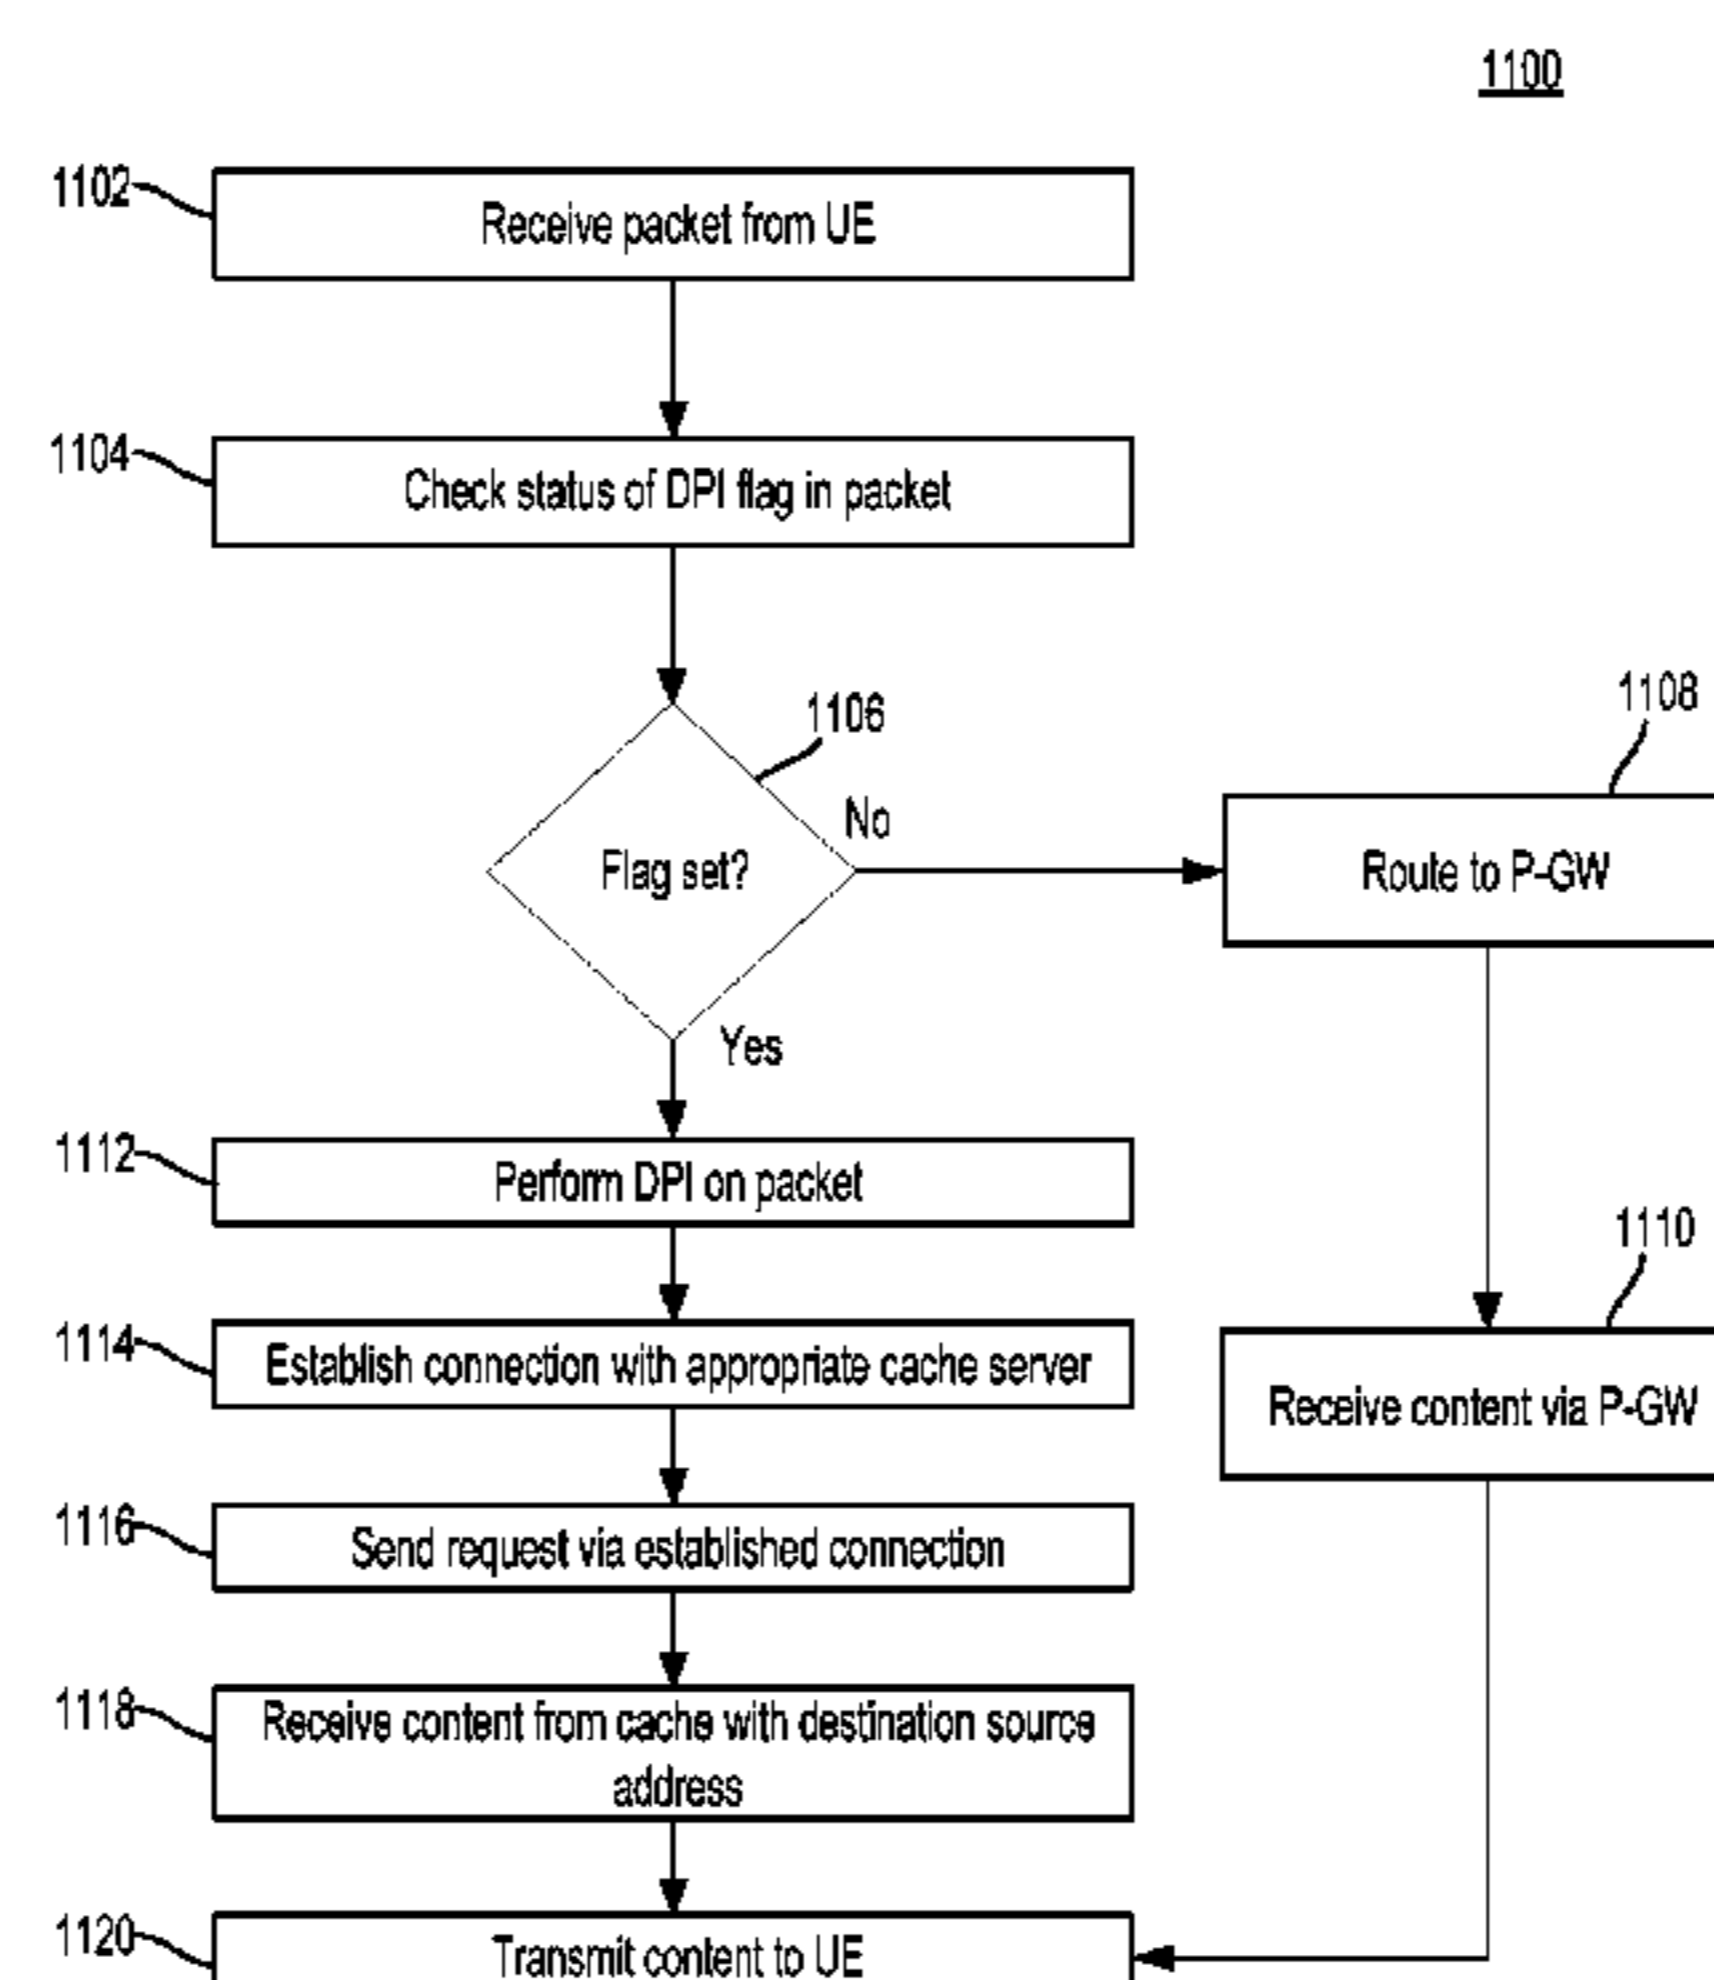 1100
1102
Receive packet from UE
1104
Check status of DPI flag in packet
1106
Flag set?
No
1108
Route to P-GW
Yes
1112
Perform DPI on packet
1110
Receive content via P-GW
1114
Establish connection with appropriate cache server
1116
Send request via established connection
1118
Receive content from cache with destination source
address
1120
Transmit content to UE